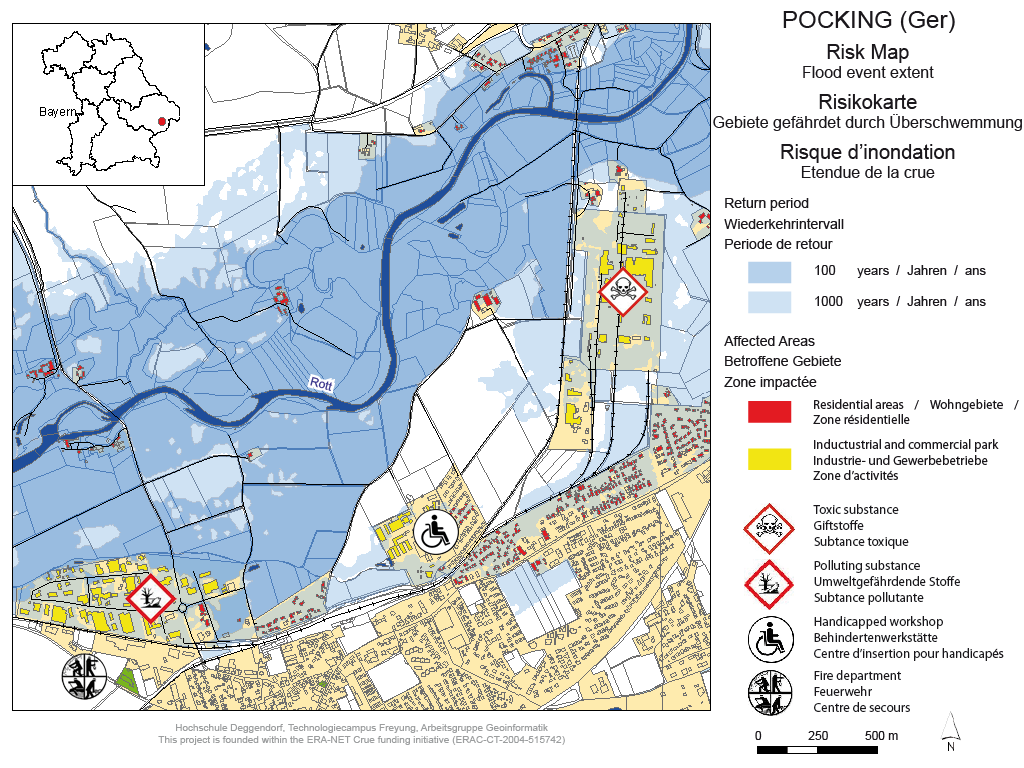 POCKING (Ger)
Risk Map
Flood event extent
Risikokarte
Gebiete gefährdet durch Überschwemmung
Risque d’inondation
Etendue de la crue
Bayern
Rott
Return period
Wiederkehrintervall
Periode de retour
100 years / Jahren / ans
1000 years / Jahren / ans
Affected Areas
Betroffene Gebiete
Zone impactée
Residential areas / Wohngebiete /
Zone résidentielle
Inductustrial and commercial park
Industrie- und Gewerbebetriebe
Zone d’activités
Toxic substance
Giftstoffe
Subtance toxique
Polluting substance
Umweltgefährdende Stoffe
Substance pollutante
Handicapped workshop
Behindertenwerkstätte
Centre d’insertion pour handicapés
Fire department
Feuerwehr
Centre de secours
0 250 500 m
N
Hochschule Deggendorf, Technologiecampus Freyung, Arbeitsgruppe Geoinformatik
This project is founded within the ERA-NET Crue funding initiative (ERAC-CT-2004-515742)